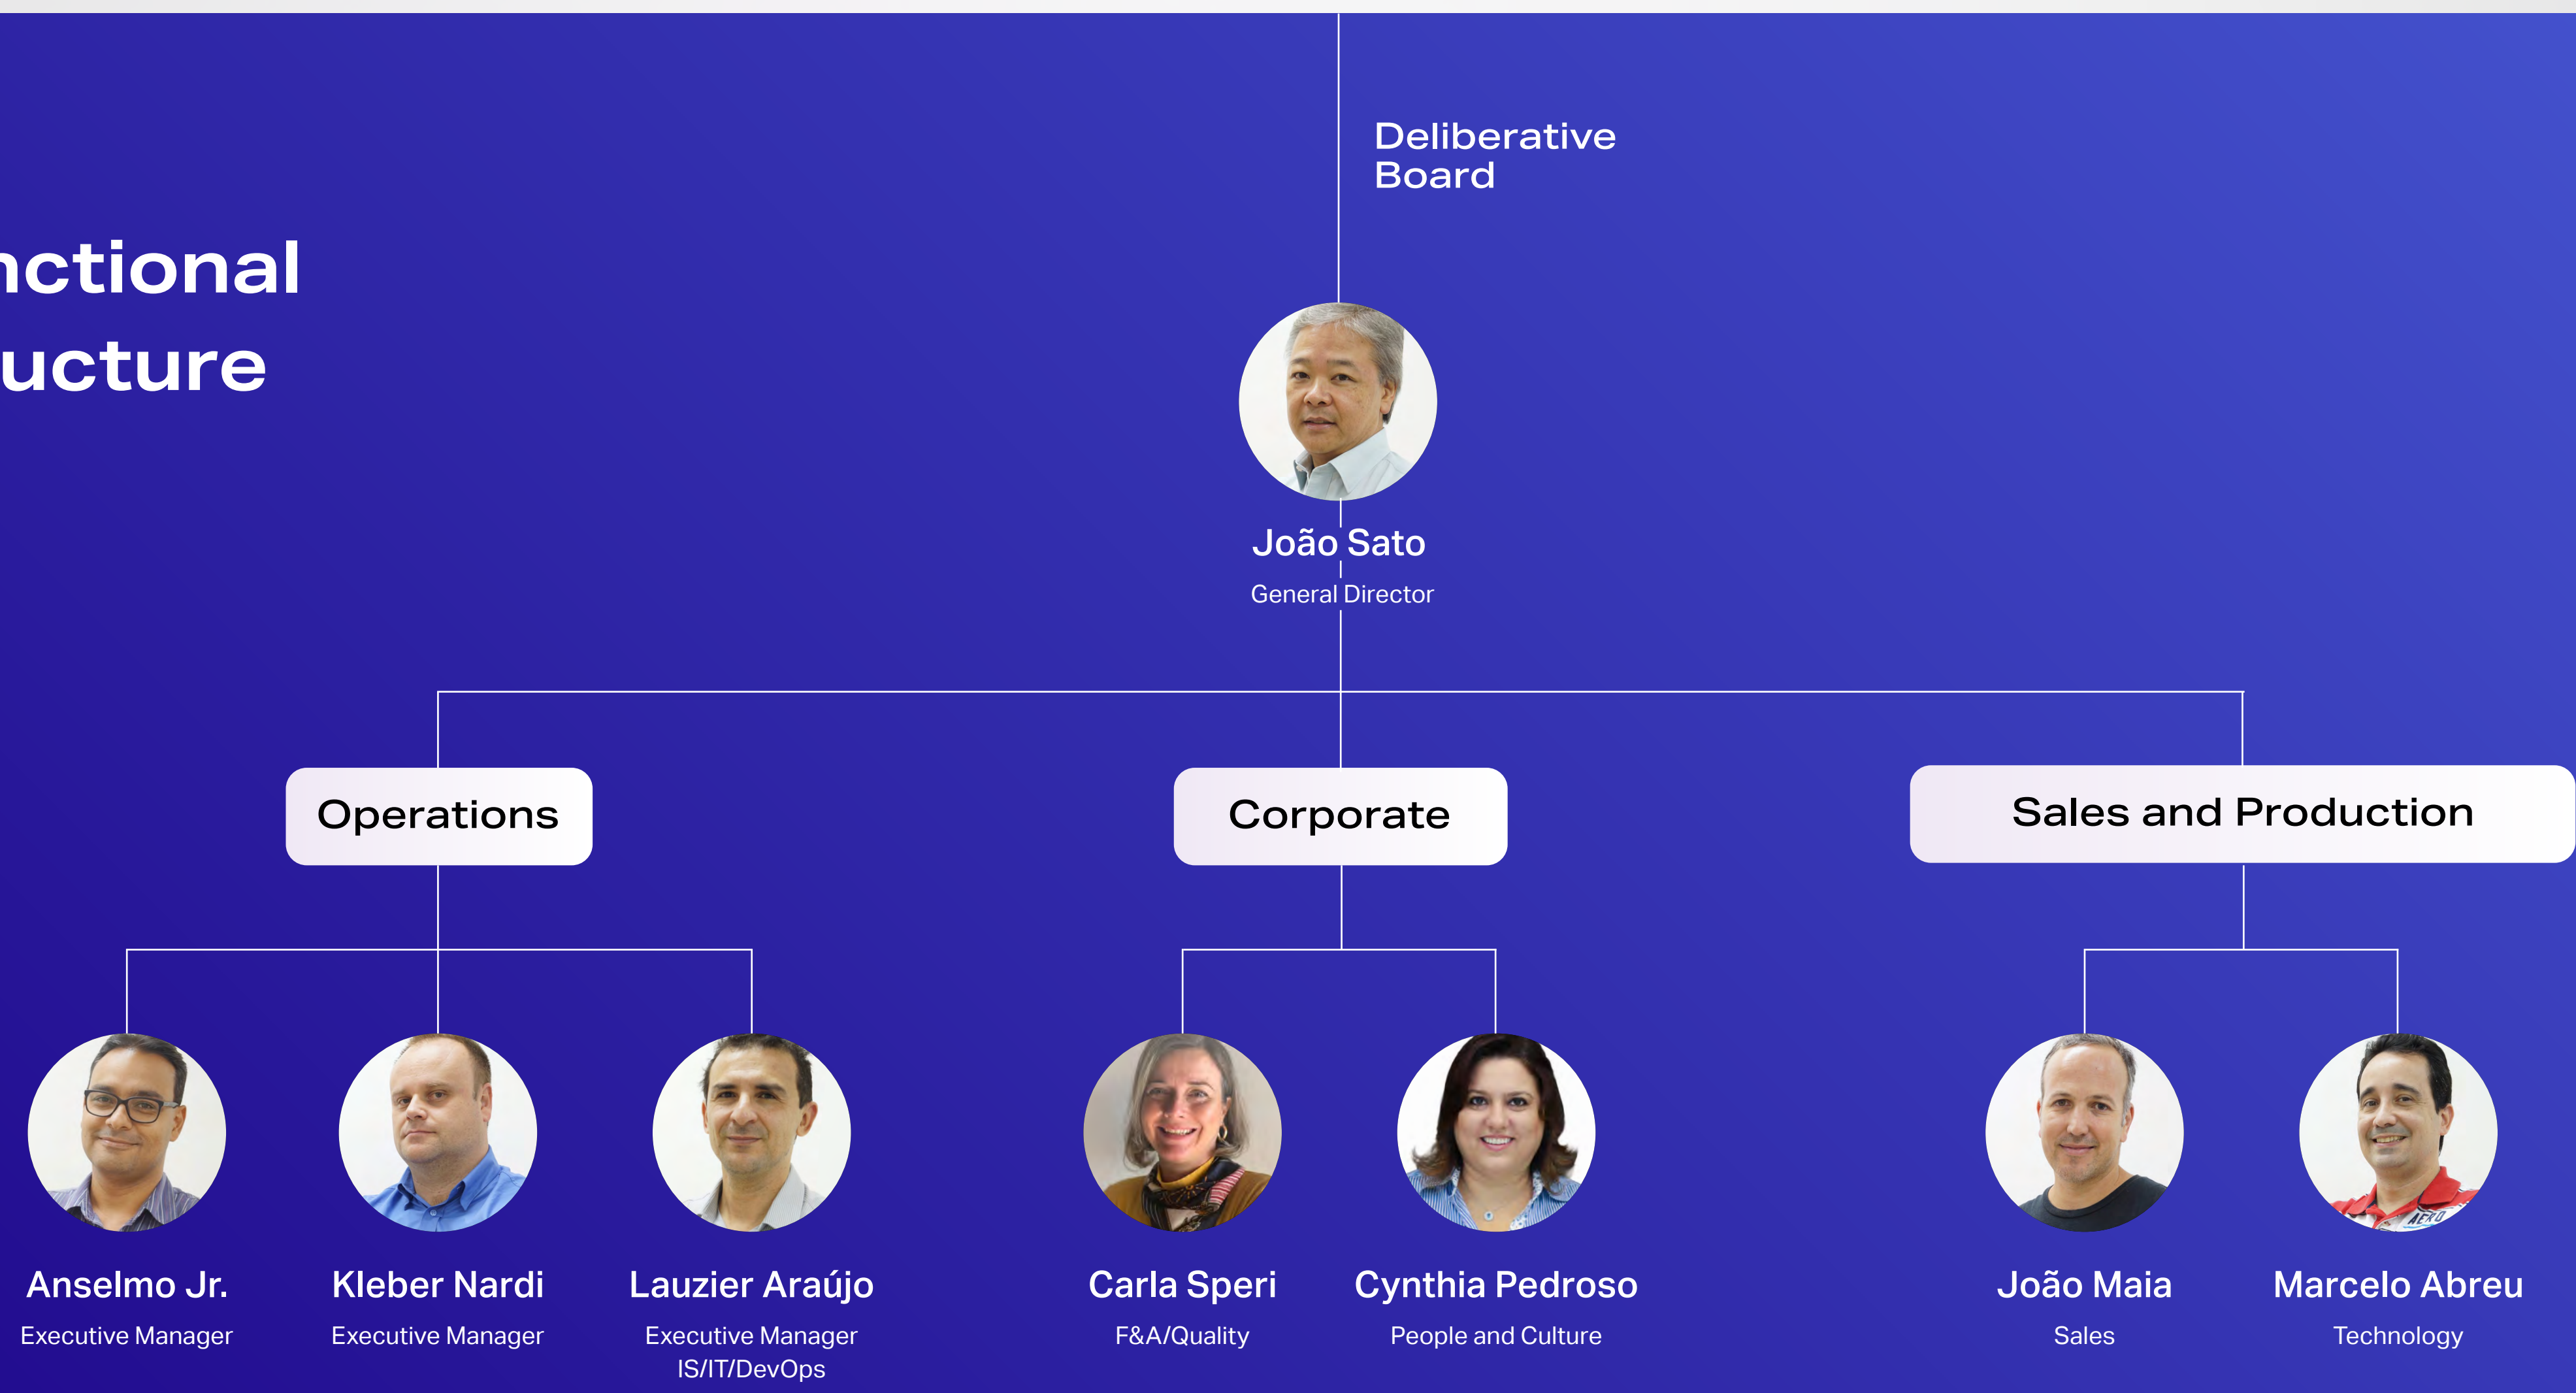 Deliberative
Board
nctional
ucture
João Sato
General Director
Operations
Corporate
Sales and Production
Anselmo Jr.
Executive Manager
Kleber Nardi
Executive Manager
Lauzier Araújo
Executive Manager
IS/IT/DevOps
Carla Speri
F&A/Quality
Cynthia Pedroso
People and Culture
João Maia
Sales
Marcelo Abreu
Technology
AERO